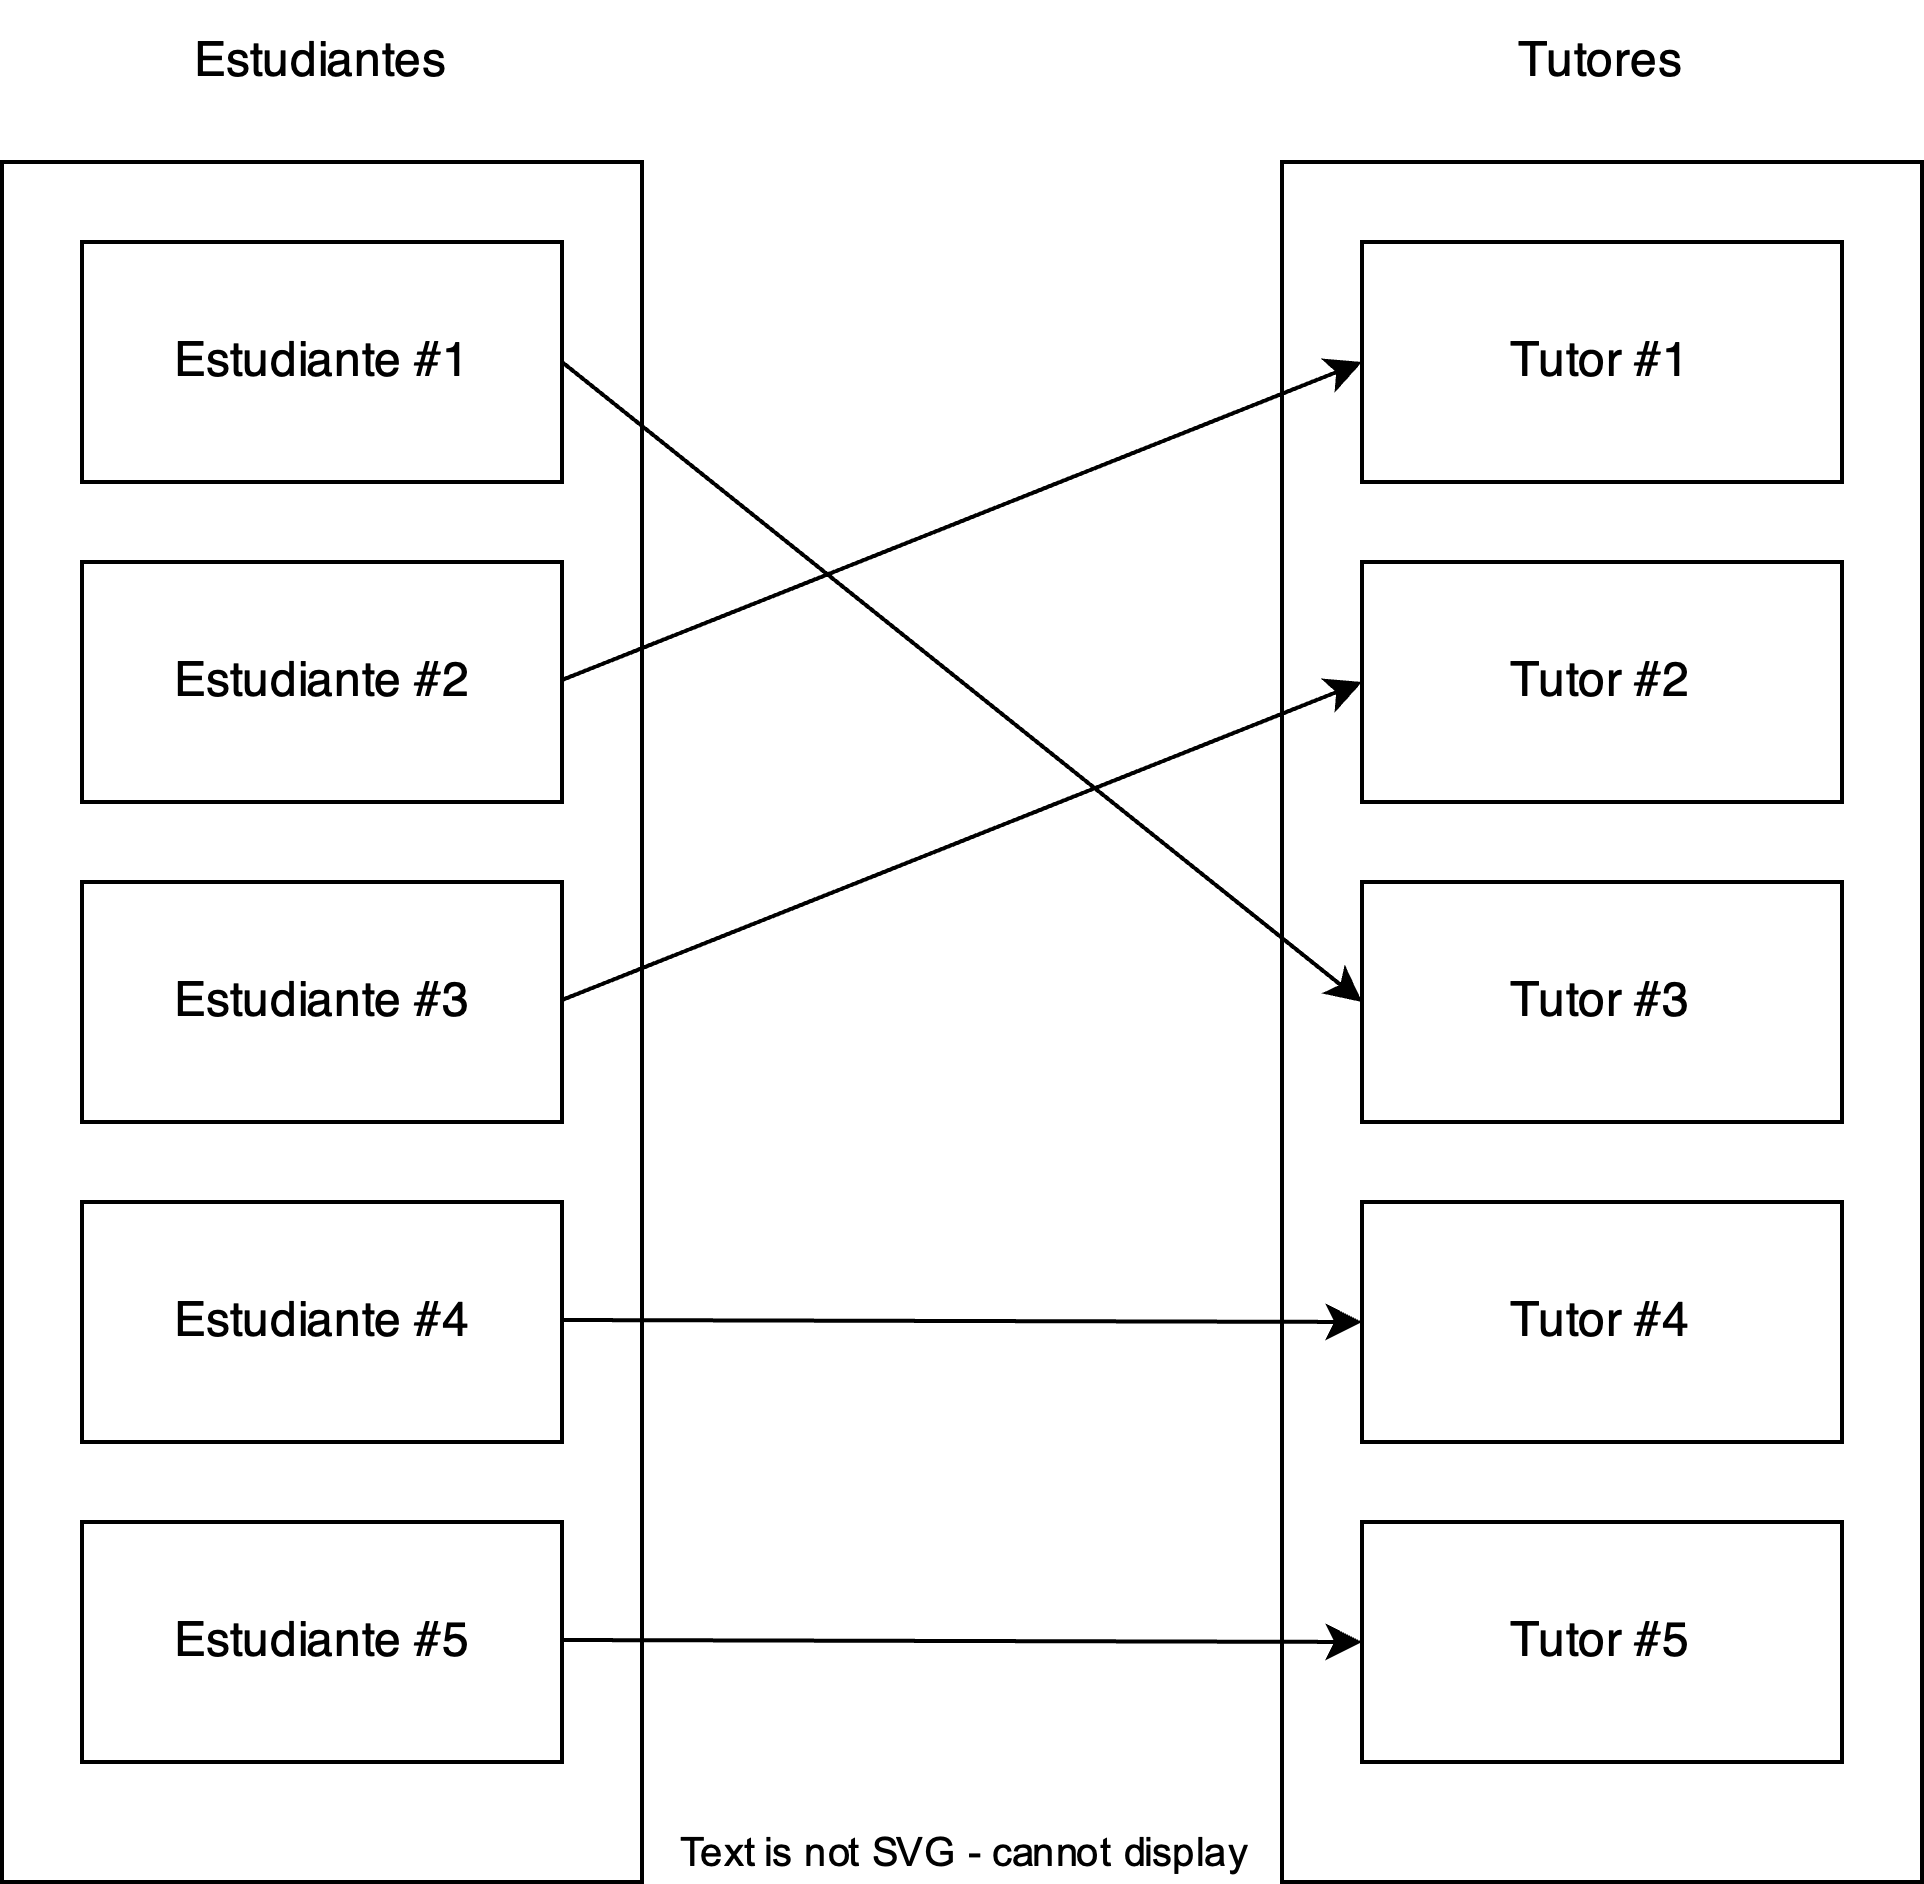 Estudiantes
Tutores
Estudiante #1
Tutor #1
Estudiante #2
Tutor #2
Estudiante #3
Tutor #3
Estudiante #4
Tutor #4
Estudiante #5
Tutor #5
Text is not SVG - cannot display